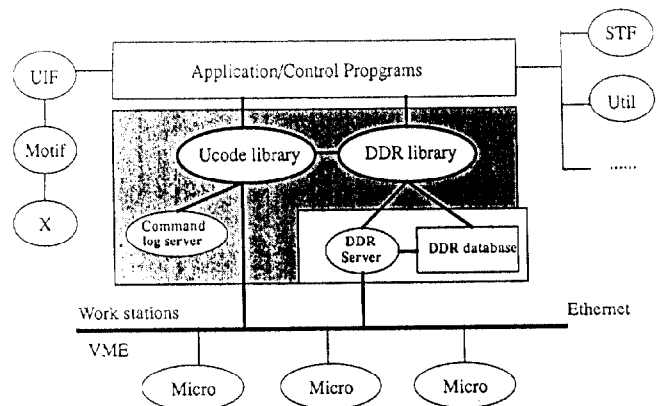 STF
UIF
Application/Control Propgrams
Util
Motif
Ucode library
DDR library
......
X
Command
log server
DDR
Server
DDR database
Work stations
Ethernet
VME
Micro
Micro
Micro